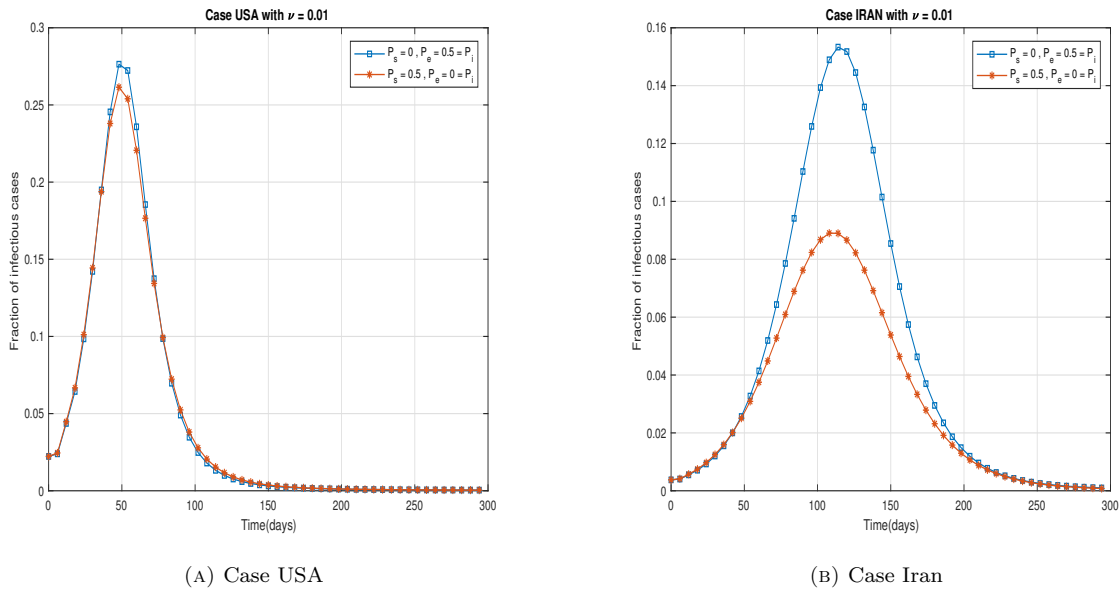 Case USA with ν = 0.01
Fraction of infectious cases
0.3
0.25
0.2
0.15
0.1
0.05
0
P_s = 0 , P_e = 0.5 = P_i
P_s = 0.5 , P_e = 0 = P_i
0 50 100 150 200 250 300
Time(days)
(A) Case USA
Case IRAN with ν = 0.01
Fraction of infectious cases
0.16
0.14
0.12
0.1
0.08
0.06
0.04
0.02
0
P_s = 0 , P_e = 0.5 = P_i
P_s = 0.5 , P_e = 0 = P_i
0 50 100 150 200 250 300
Time(days)
(B) Case Iran